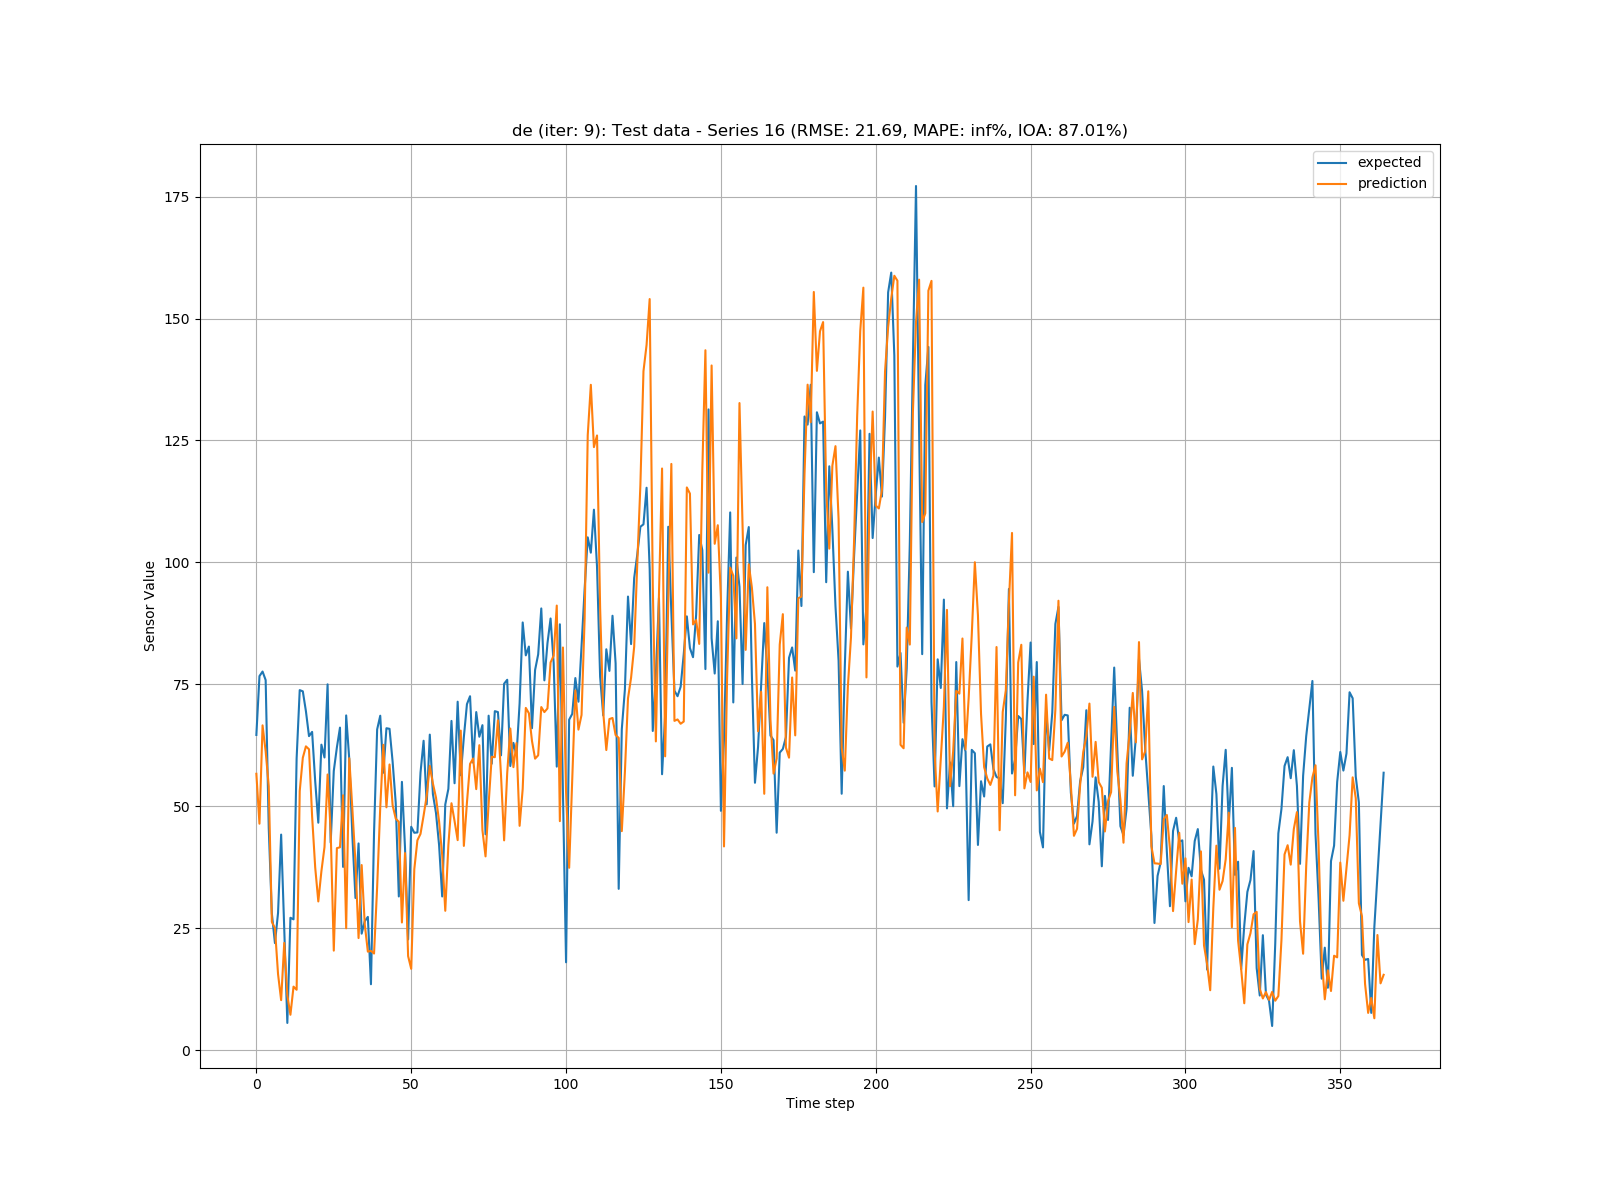 de (iter: 9): Test data - Series 16 (RMSE: 21.69, MAPE: inf%, IOA: 87.01%)
expected
prediction
175
150
125
100
75
50
25
0
Sensor Value
0 50 100 150 200 250 300 350
Time step